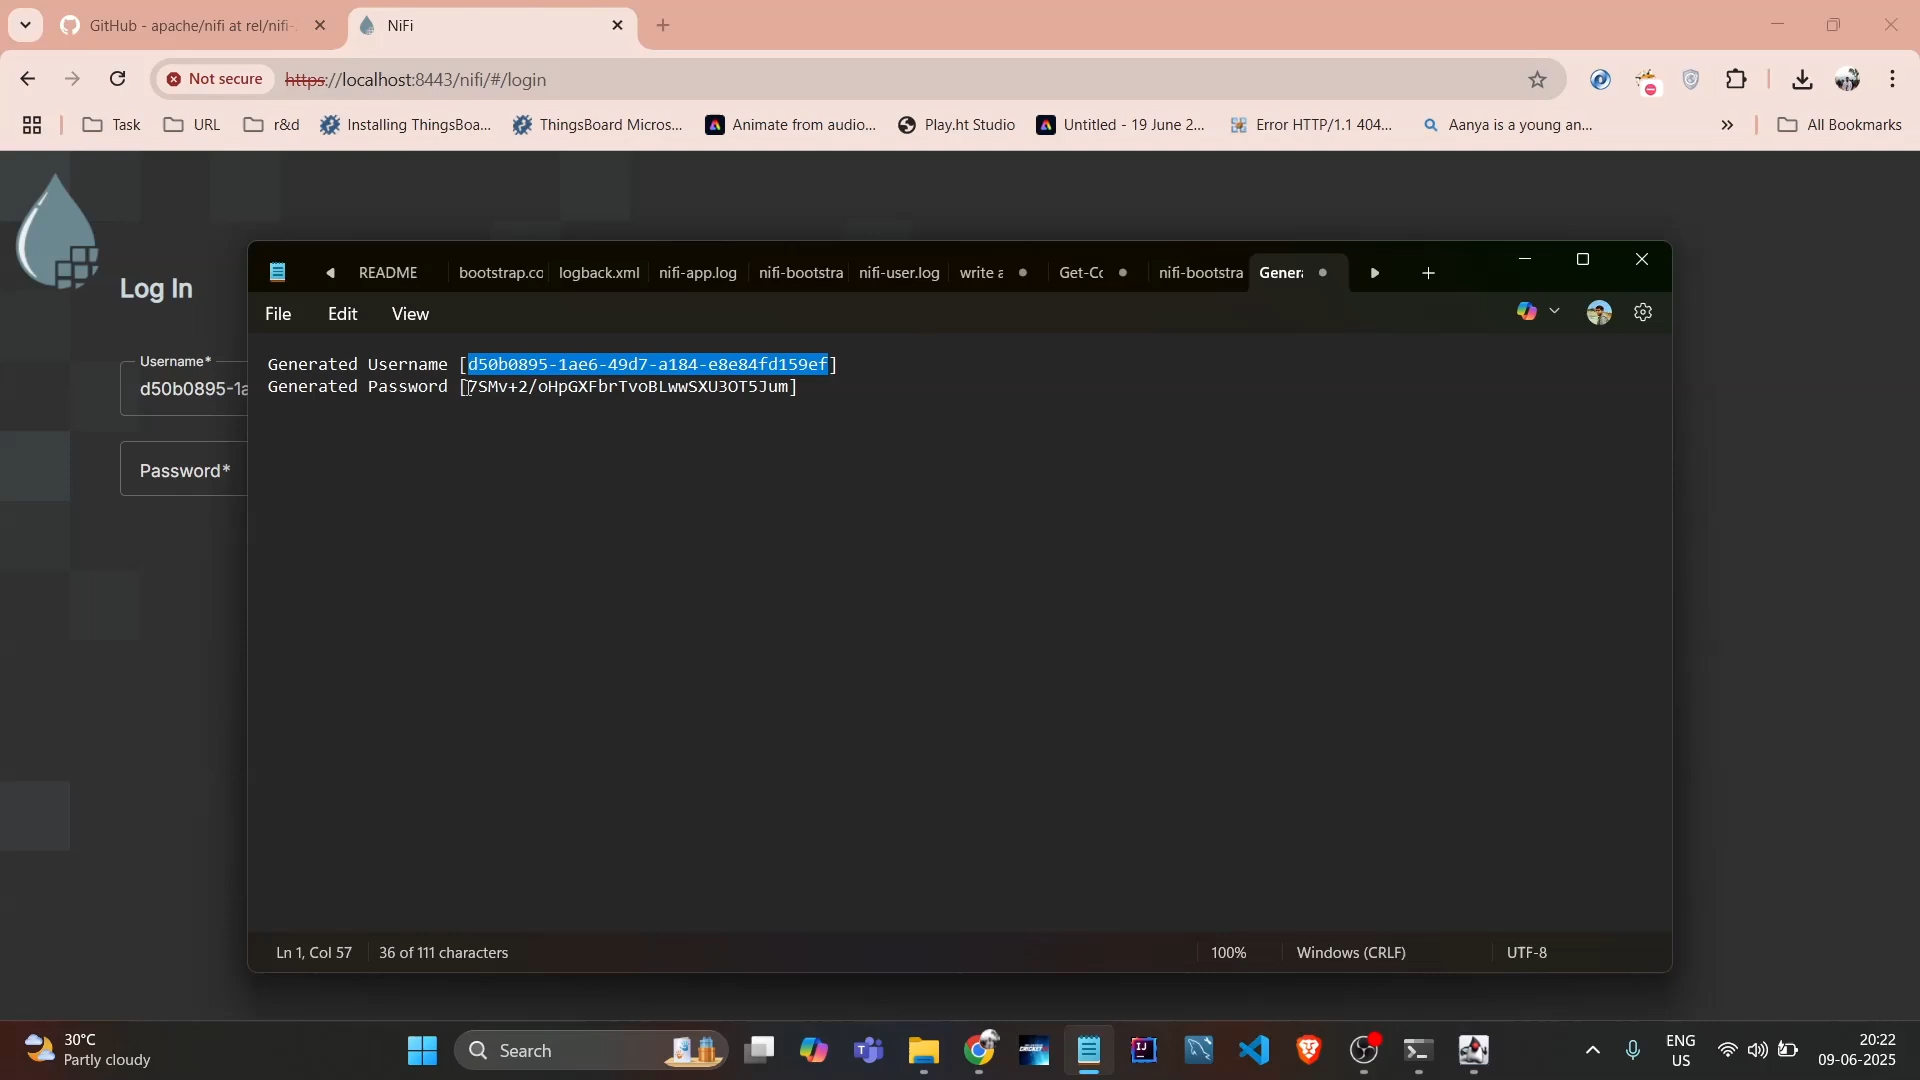 GitHub - apache/nifi at rel/nifi-
NiFi
Not secure
https://localhost:8443/nifi/#/login
Task
URL
r&d
Installing ThingsBoa...
ThingsBoard Micros...
Animate from audio...
Play.ht Studio
Untitled - 19 June 2...
Error HTTP/1.1 404...
Aanya is a young an...
All Bookmarks
Log In
Username*
d50b0895-1a
Password*
README
bootstrap.co
logback.xml
nifi-app.log
nifi-bootstra
nifi-user.log
write a
Get-Co
nifi-bootstra
Genera
File
Edit
View
Generated Username [d50b0895-1ae6-49d7-a184-e8e84fd159ef]
Generated Password [7SMv+2/oHpGXFbrTvoBLwwSXU3OT5Jum]
Ln 1, Col 57
36 of 111 characters
100%
Windows (CRLF)
UTF-8
30°C
Partly cloudy
Search
ENG
US
20:22
09-06-2025